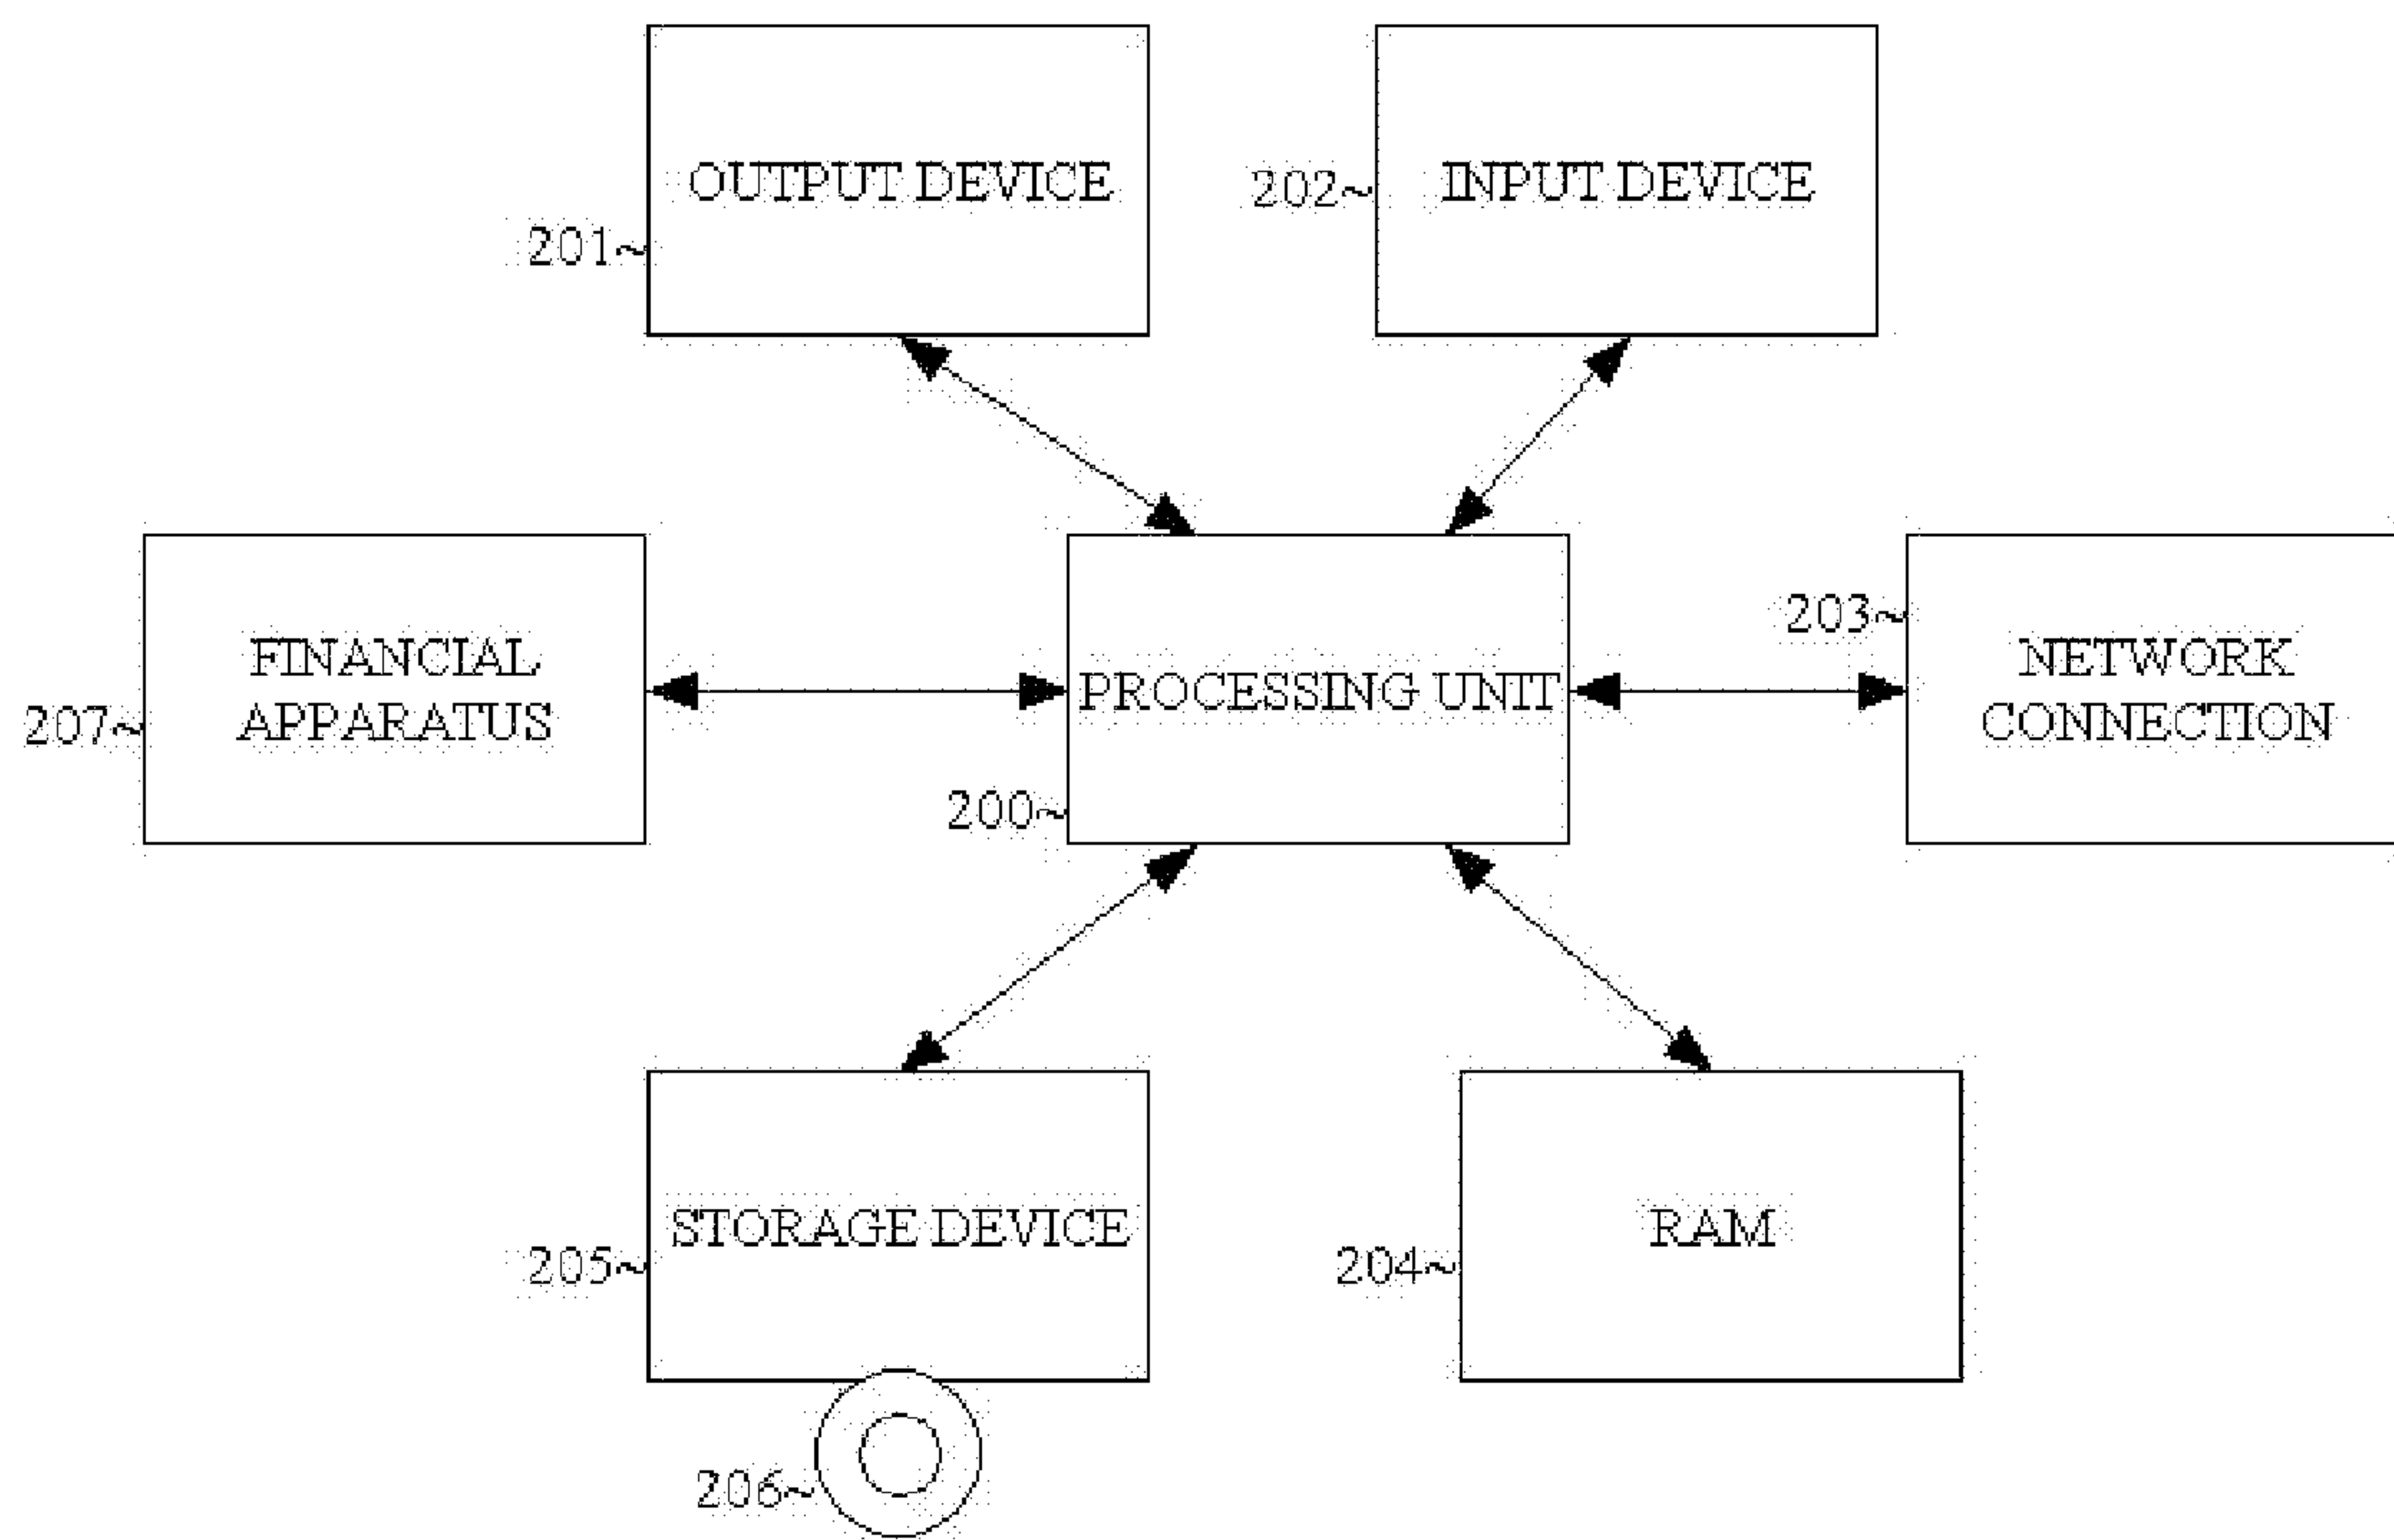 OUTPUT DEVICE
201~
INPUT DEVICE
202~
FINANCIAL
APPARATUS
207~
PROCESSING UNIT
200~
203~
NETWORK
CONNECTION
STORAGE DEVICE
205~
RAM
204~
206~